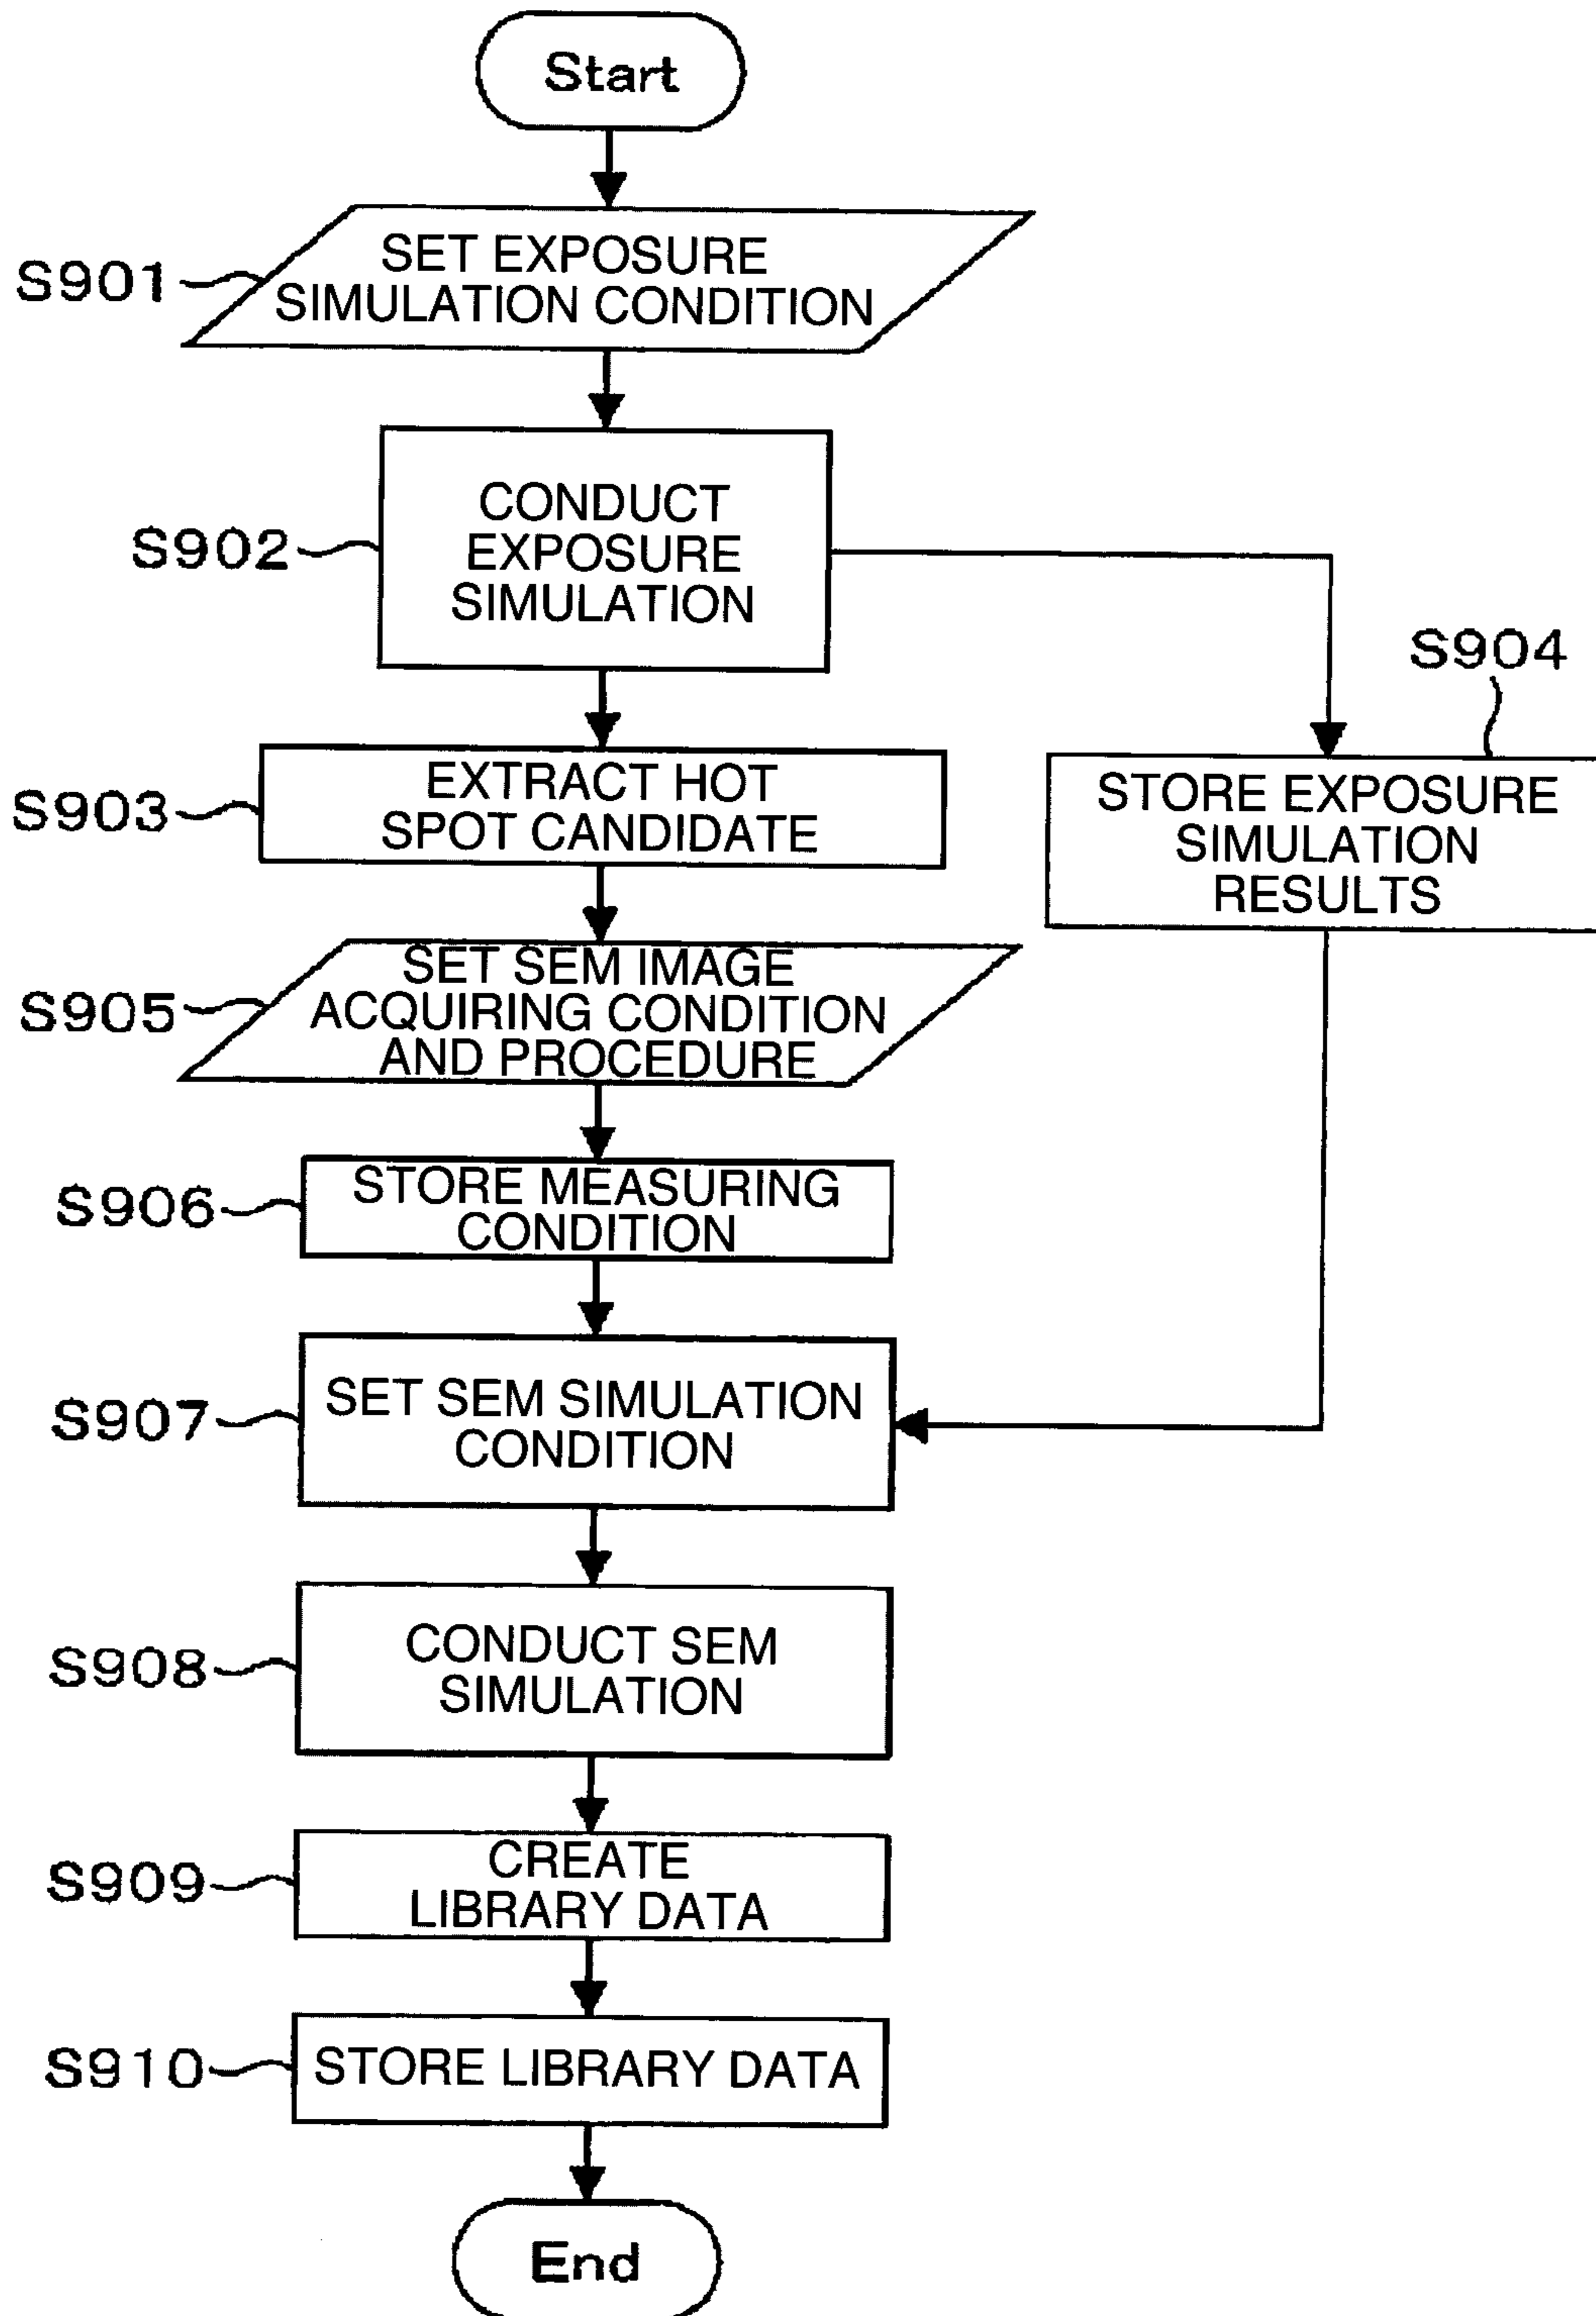 Start
S901
SET EXPOSURE
SIMULATION CONDITION
S902
CONDUCT
EXPOSURE
SIMULATION
S903
EXTRACT HOT
SPOT CANDIDATE
S904
STORE EXPOSURE
SIMULATION
RESULTS
S905
SET SEM IMAGE
ACQUIRING CONDITION
AND PROCEDURE
S906
STORE MEASURING
CONDITION
S907
SET SEM SIMULATION
CONDITION
S908
CONDUCT SEM
SIMULATION
S909
CREATE
LIBRARY DATA
S910
STORE LIBRARY DATA
End